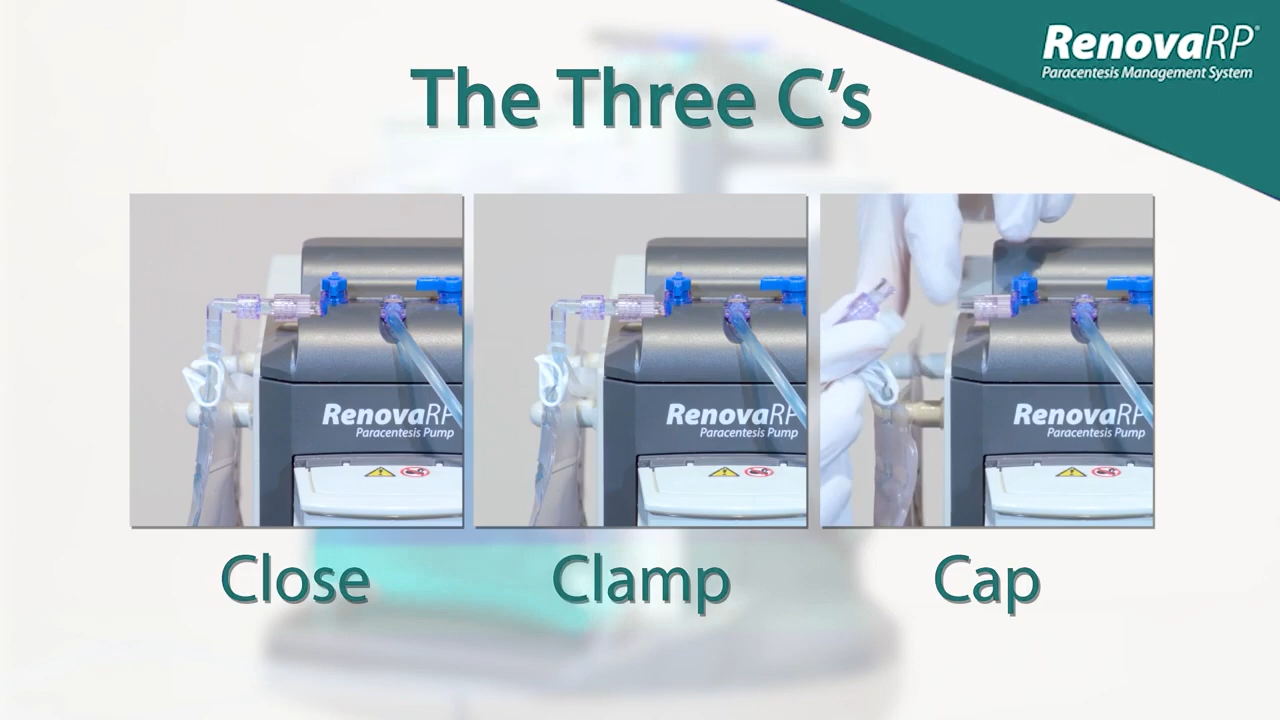 RenovaRP®
Paracentesis Management System
The Three C's
RenovaRP
Paracentesis Pump
RenovaRP
Paracentesis Pump
RenovaRP
Paracentesis Pump
Close
Clamp
Cap